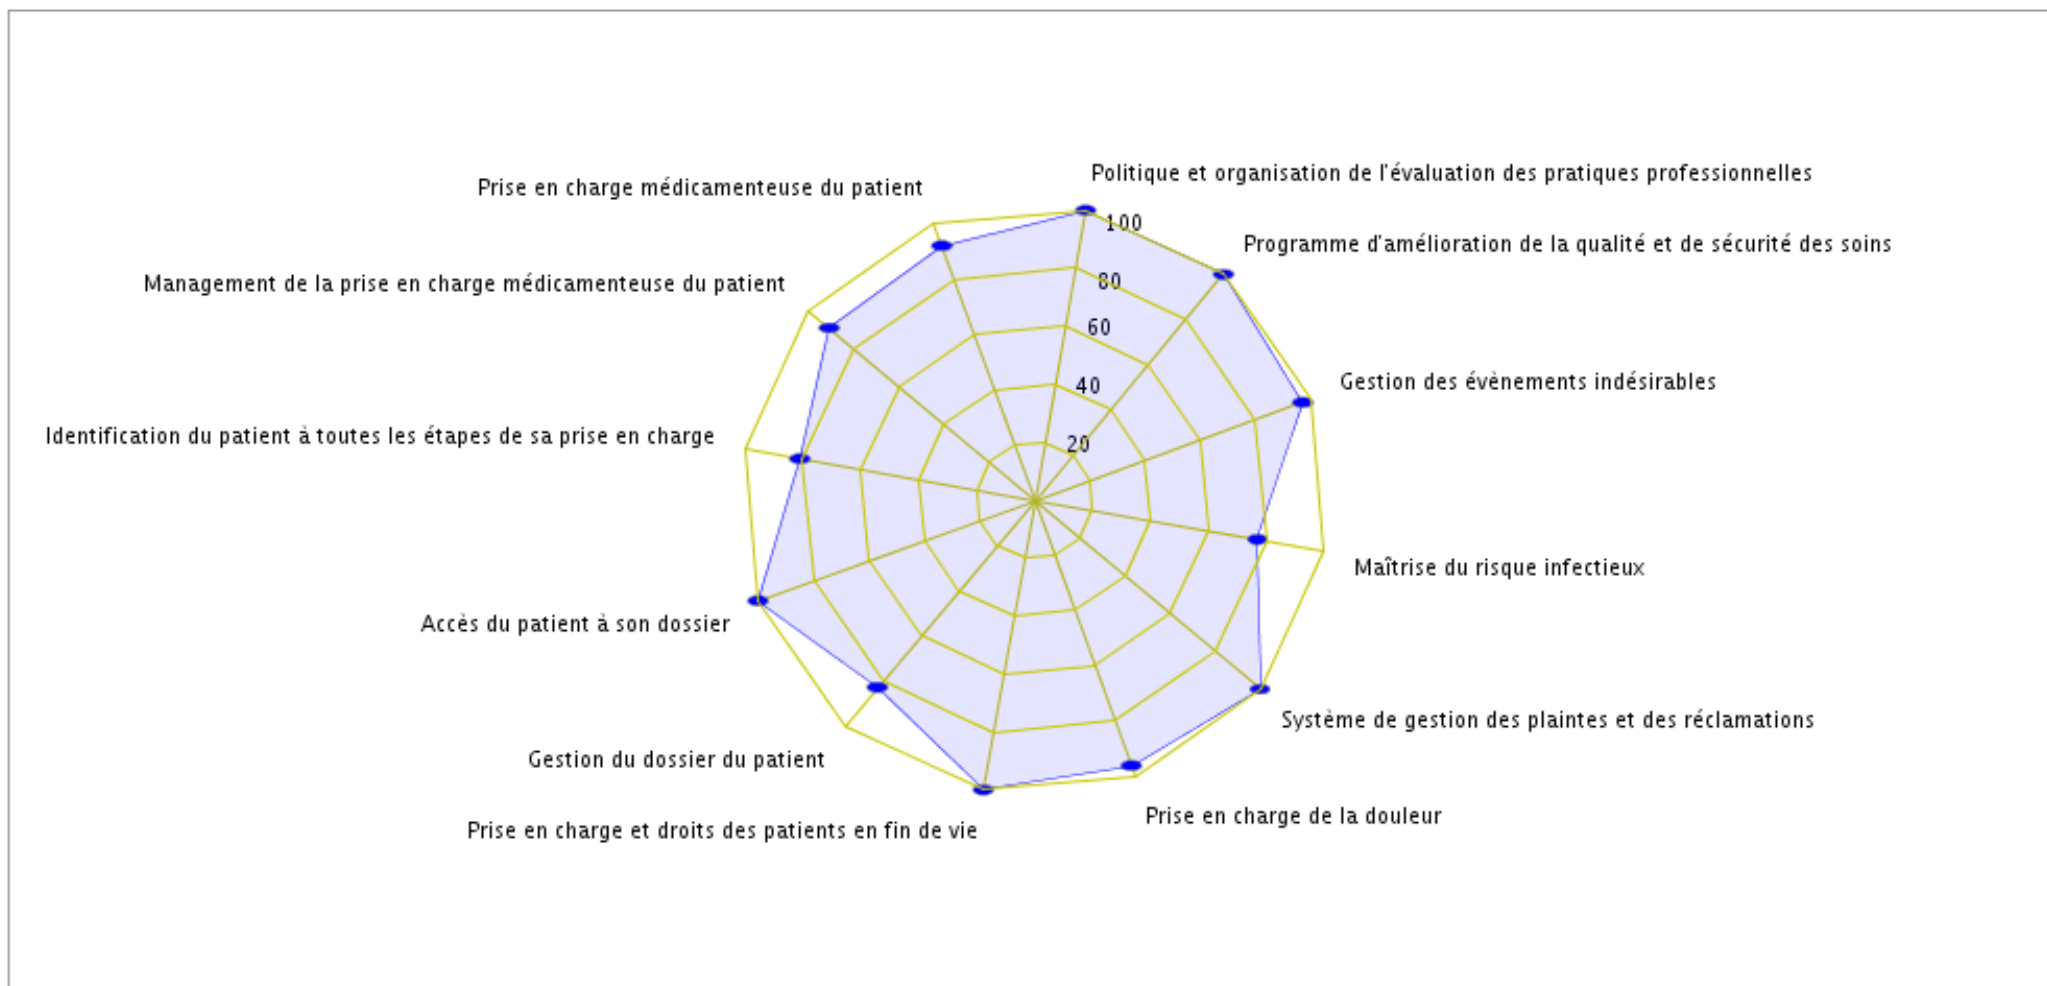 Politique et organisation de l'évaluation des pratiques professionnelles
Prise en charge médicamenteuse du patient
100
Programme d'amélioration de la qualité et de sécurité des soins
Management de la prise en charge médicamenteuse du patient
80
60
Gestion des évènements indésirables
40
Identification du patient à toutes les étapes de sa prise en charge
20
Maîtrise du risque infectieux
Accès du patient à son dossier
Système de gestion des plaintes et des réclamations
Gestion du dossier du patient
Prise en charge de la douleur
Prise en charge et droits des patients en fin de vie